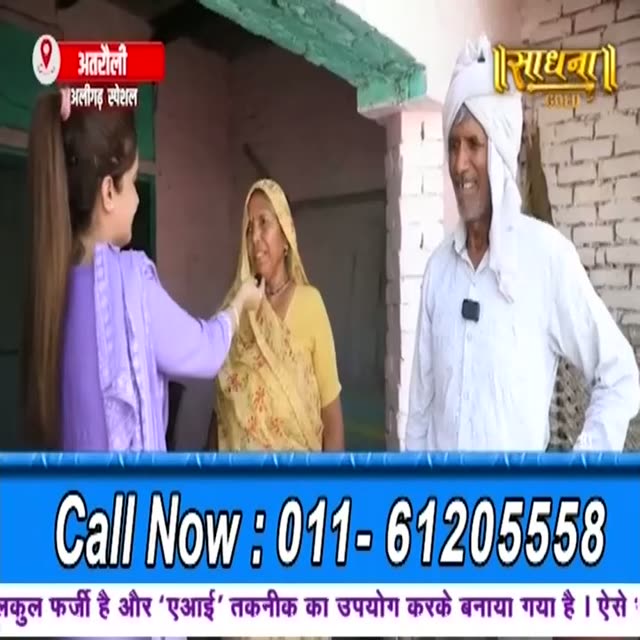 अतरौली
अलीगढ़ स्पेशल
॥साधना॥
GOLD
Call Now : 011- 61205558
लकुल फर्जी है और ‘एआई’ तकनीक का उपयोग करके बनाया गया है । ऐसे